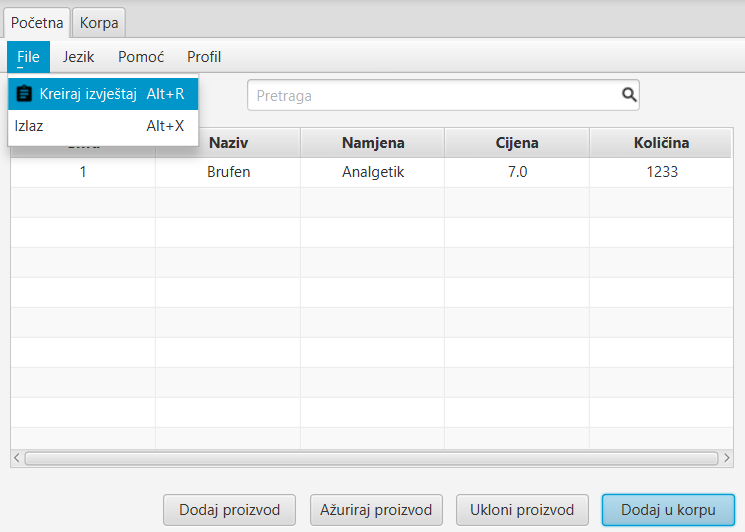 Početna Korpa
File Jezik Pomoć Profil
Kreiraj izvještaj Alt+R
Pretraga
Izlaz Alt+X
Naziv Namjena Cijena Količina
1 Brufen Analgetik 7.0 1233
Dodaj proizvod Ažuriraj proizvod Ukloni proizvod Dodaj u korpu